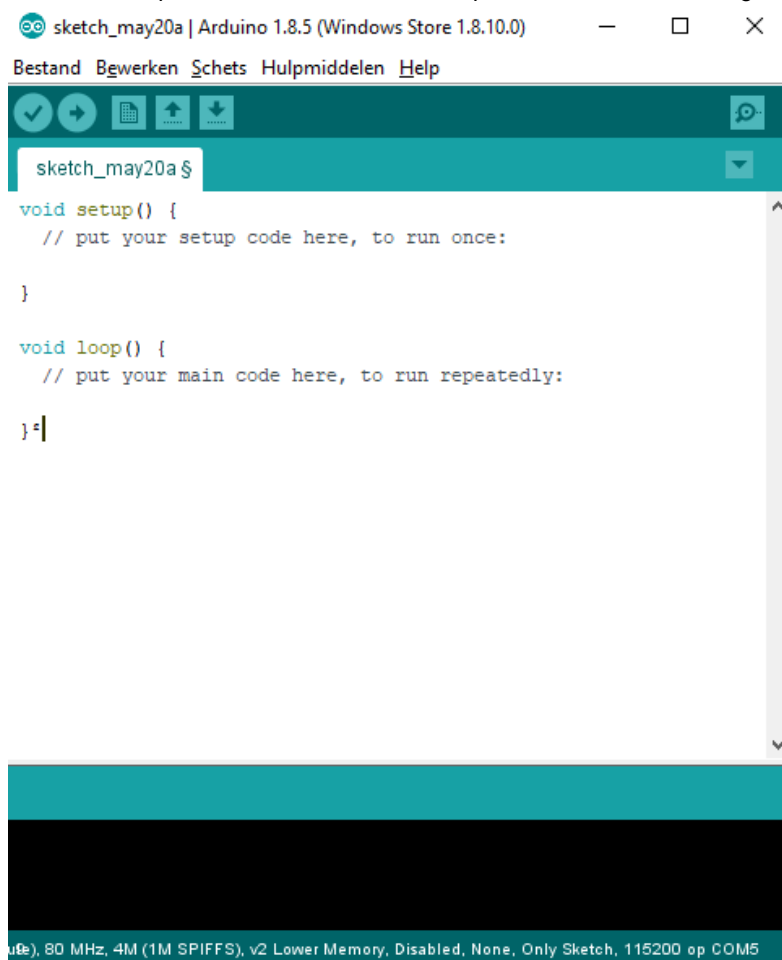 sketch_may20a | Arduino 1.8.5 (Windows Store 1.8.10.0)
Bestand Bewerken Schets Hulpmiddelen Help
sketch_may20a §
void setup() {
  // put your setup code here, to run once:
}
void loop() {
  // put your main code here, to run repeatedly:
}
), 80 MHz, 4M (1M SPIFFS), v2 Lower Memory, Disabled, None, Only Sketch, 115200 op COM5